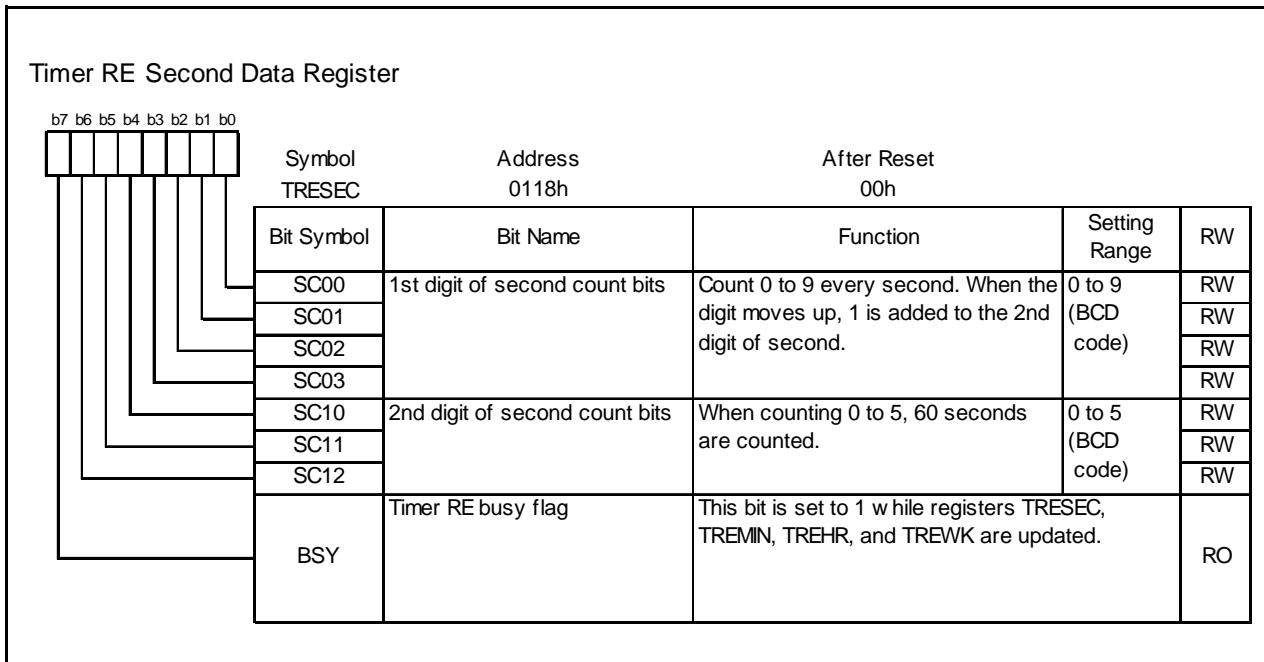 Timer RE Second Data Register
b7 b6 b5 b4 b3 b2 b1 b0
Symbol Address After Reset
TRESEC 0118h 00h
Bit Symbol Bit Name Function Setting Range RW
SC00 1st digit of second count bits Count 0 to 9 every second. When the 0 to 9 RW
SC01 digit moves up, 1 is added to the 2nd (BCD RW
SC02 digit of second. code) RW
SC03 RW
SC10 2nd digit of second count bits When counting 0 to 5, 60 seconds 0 to 5 RW
SC11 are counted. (BCD RW
SC12 code) RW
Timer RE busy flag This bit is set to 1 w hile registers TRESEC,
TREMIN, TREHR, and TREWK are updated.
BSY RO